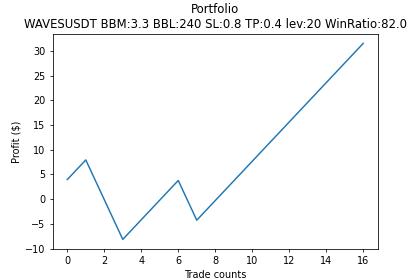 Portfolio
WAVESUSDT BBM:3.3 BBL:240 SL:0.8 TP:0.4 lev:20 WinRatio:82.0
Profit ($)
30
25
20
15
10
5
0
−5
−10
0 2 4 6 8 10 12 14 16
Trade counts